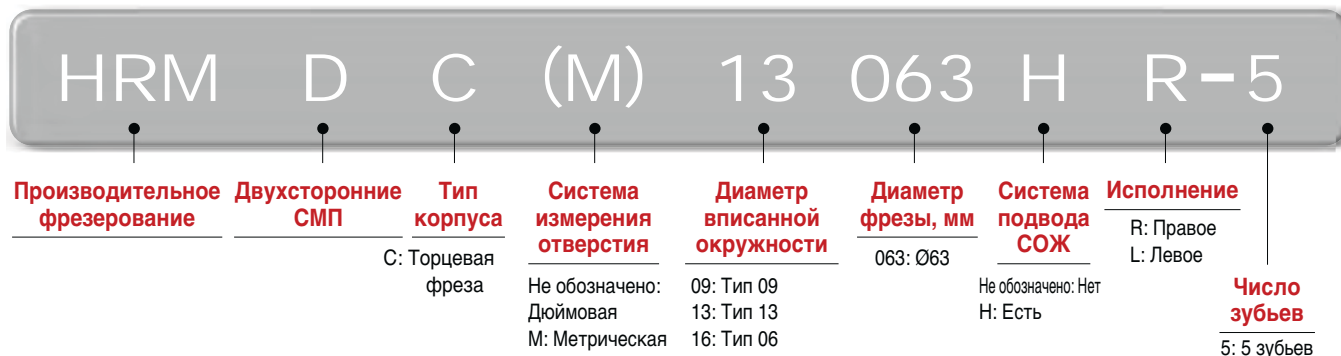 HRM D C (M) 13 063 H R-5
Производительное фрезерование
Двухсторонние СМП
Тип корпуса
C: Торцевая фреза
Система измерения отверстия
Не обозначено: Дюймовая
M: Метрическая
Диаметр вписанной окружности
09: Тип 09
13: Тип 13
16: Тип 06
Диаметр фрезы, мм
063: Ø63
Система подвода СОЖ
Не обозначено: Нет
H: Есть
Исполнение
R: Правое
L: Левое
Число зубьев
5: 5 зубьев